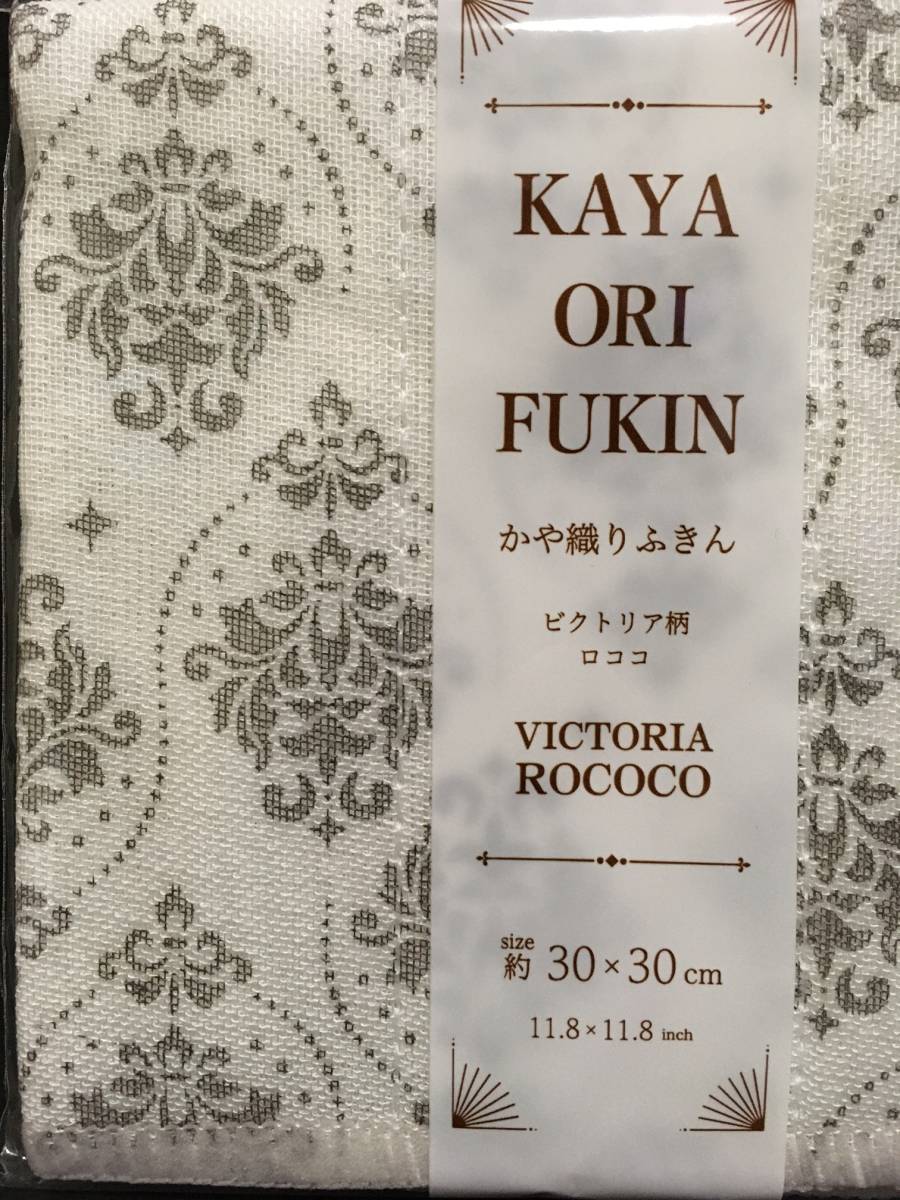 KAYA
ORI
FUKIN
かや織りふきん
ビクトリア柄
ロココ
VICTORIA
ROCOCO
size
約 30×30cm
11.8×11.8 inch